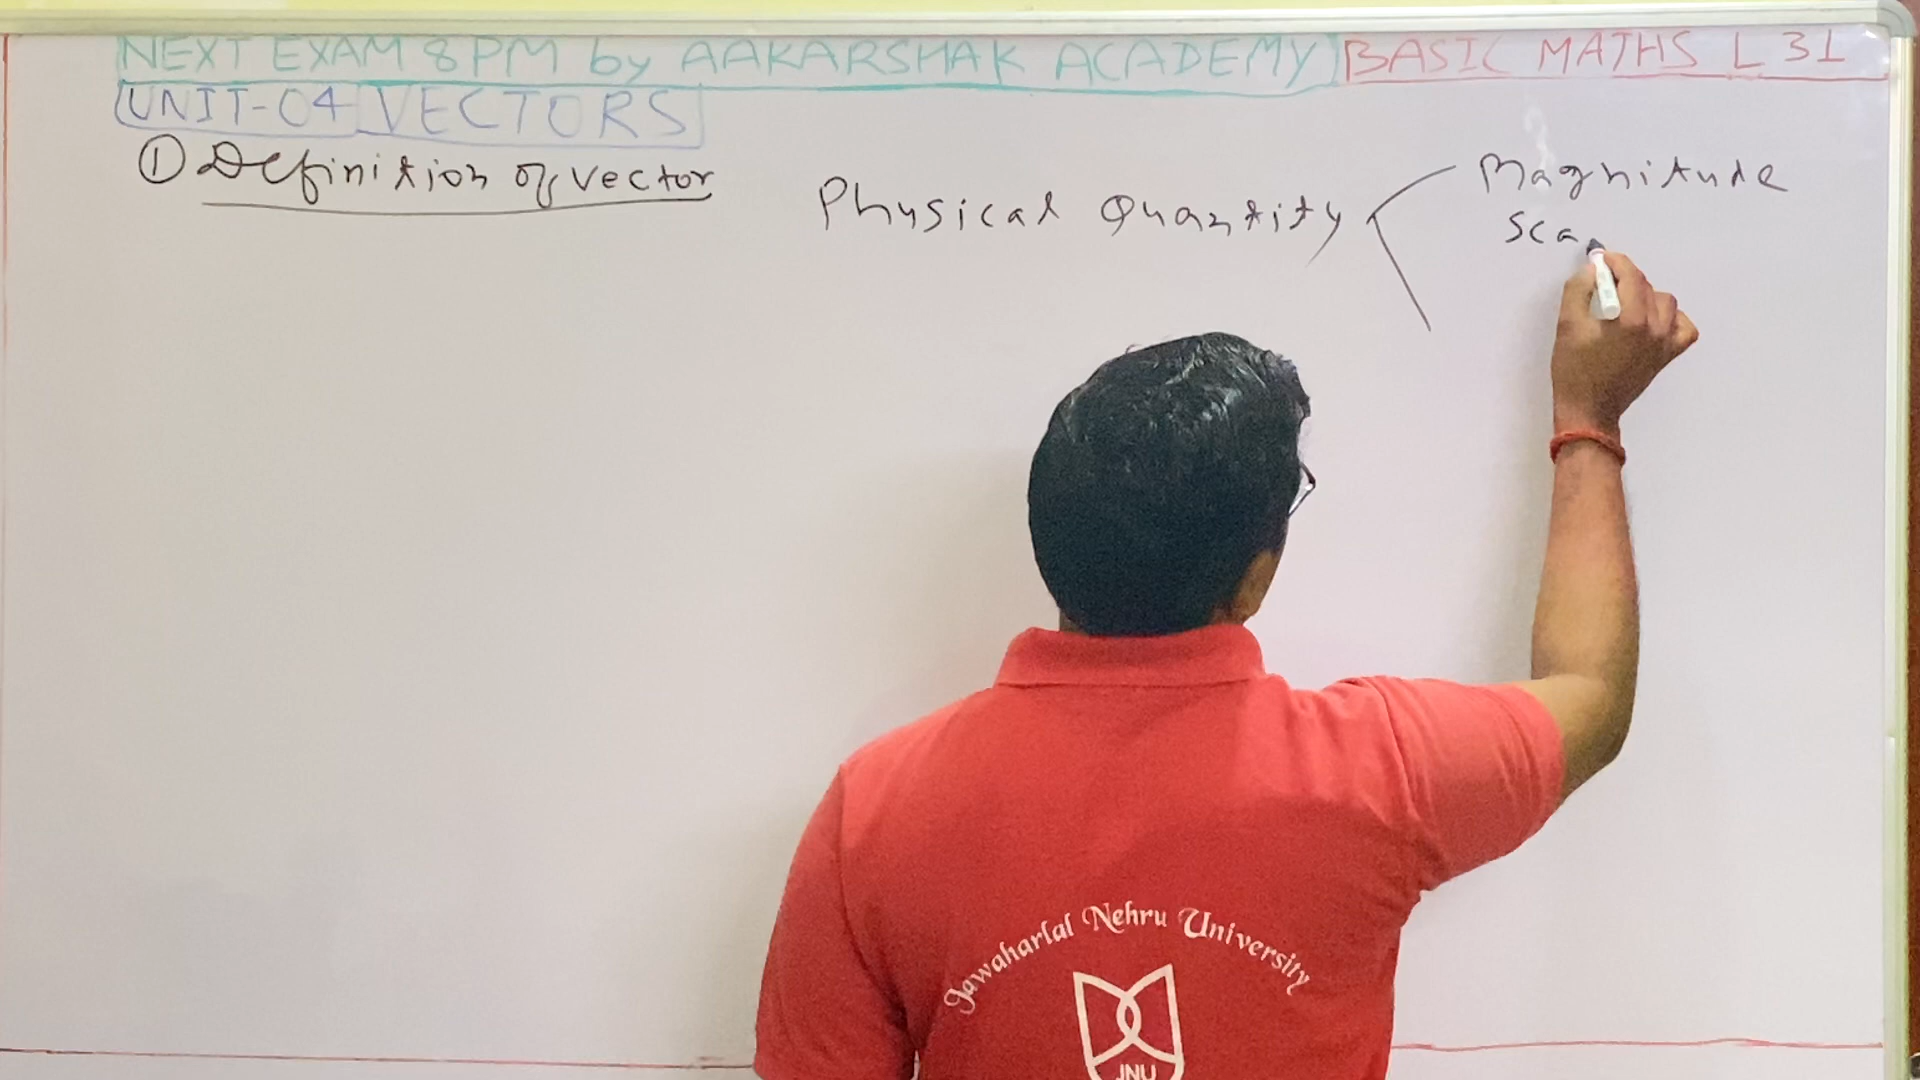 NEXT EXAM 8PM by AAKARSHAK ACADEMY BASIC MATHS L 31
UNIT-04 VECTORS
① Definition of vector
Physical Quantity
Magnitude
Sca
Jawaharlal Nehru University
JNU